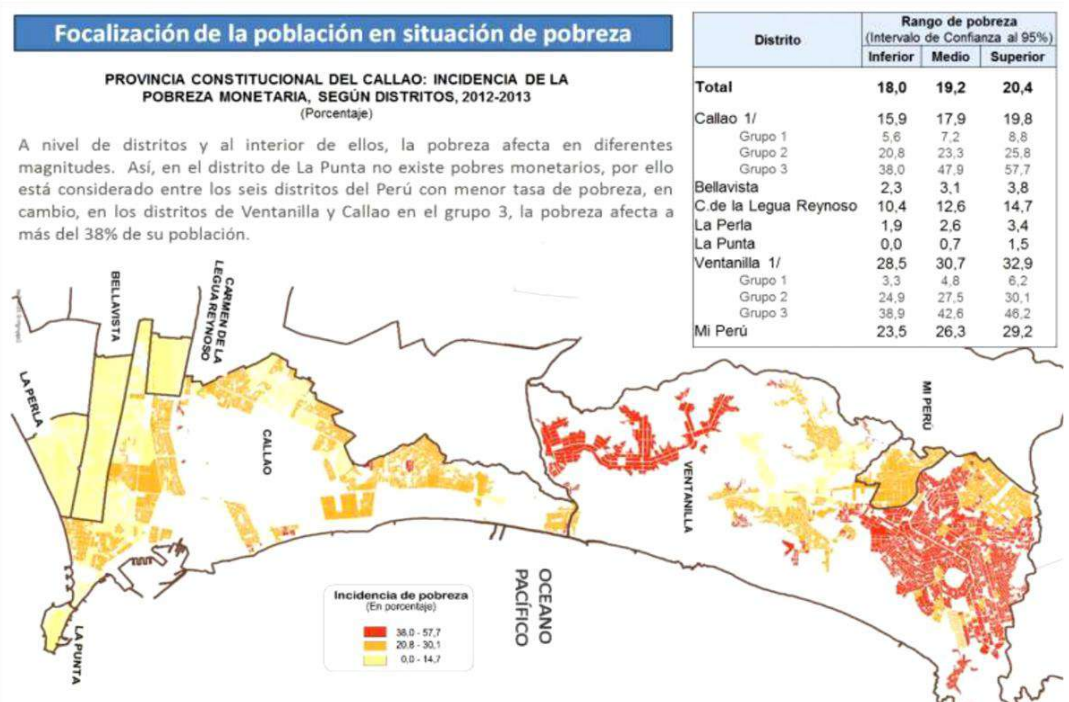 Focalización de la población en situación de pobreza
PROVINCIA CONSTITUCIONAL DEL CALLAO: INCIDENCIA DE LA
POBREZA MONETARIA, SEGÚN DISTRITOS, 2012-2013
(Porcentaje)
A nivel de distritos y al interior de ellos, la pobreza afecta en diferentes
magnitudes. Así, en el distrito de La Punta no existe pobres monetarios, por ello
está considerado entre los seis distritos del Perú con menor tasa de pobreza, en
cambio, en los distritos de Ventanilla y Callao en el grupo 3, la pobreza afecta a
más del 38% de su población.
Distrito
Rango de pobreza
(Intervalo de Confianza al 95%)
Inferior Medio Superior
Total 18,0 19,2 20,4
Callao 1/ 15,9 17,9 19,8
Grupo 1 5,6 7,2 8,8
Grupo 2 20,8 23,3 25,8
Grupo 3 38,0 47,9 57,7
Bellavista 2,3 3,1 3,8
C.de la Legua Reynoso 10,4 12,6 14,7
La Perla 1,9 2,6 3,4
La Punta 0,0 0,7 1,5
Ventanilla 1/ 28,5 30,7 32,9
Grupo 1 3,3 4,8 6,2
Grupo 2 24,9 27,5 30,1
Grupo 3 38,9 42,6 46,2
Mi Perú 23,5 26,3 29,2
BELLAVISTA
CARMEN DE LA
LEGUA REYNOSO
LA PERLA
CALLAO
VENTANILLA
MI PERÚ
LA PUNTA
OCEANO
PACÍFICO
Incidencia de pobreza
(En porcentaje)
38,0 - 57,7
20,8 - 30,1
0,0 - 14,7